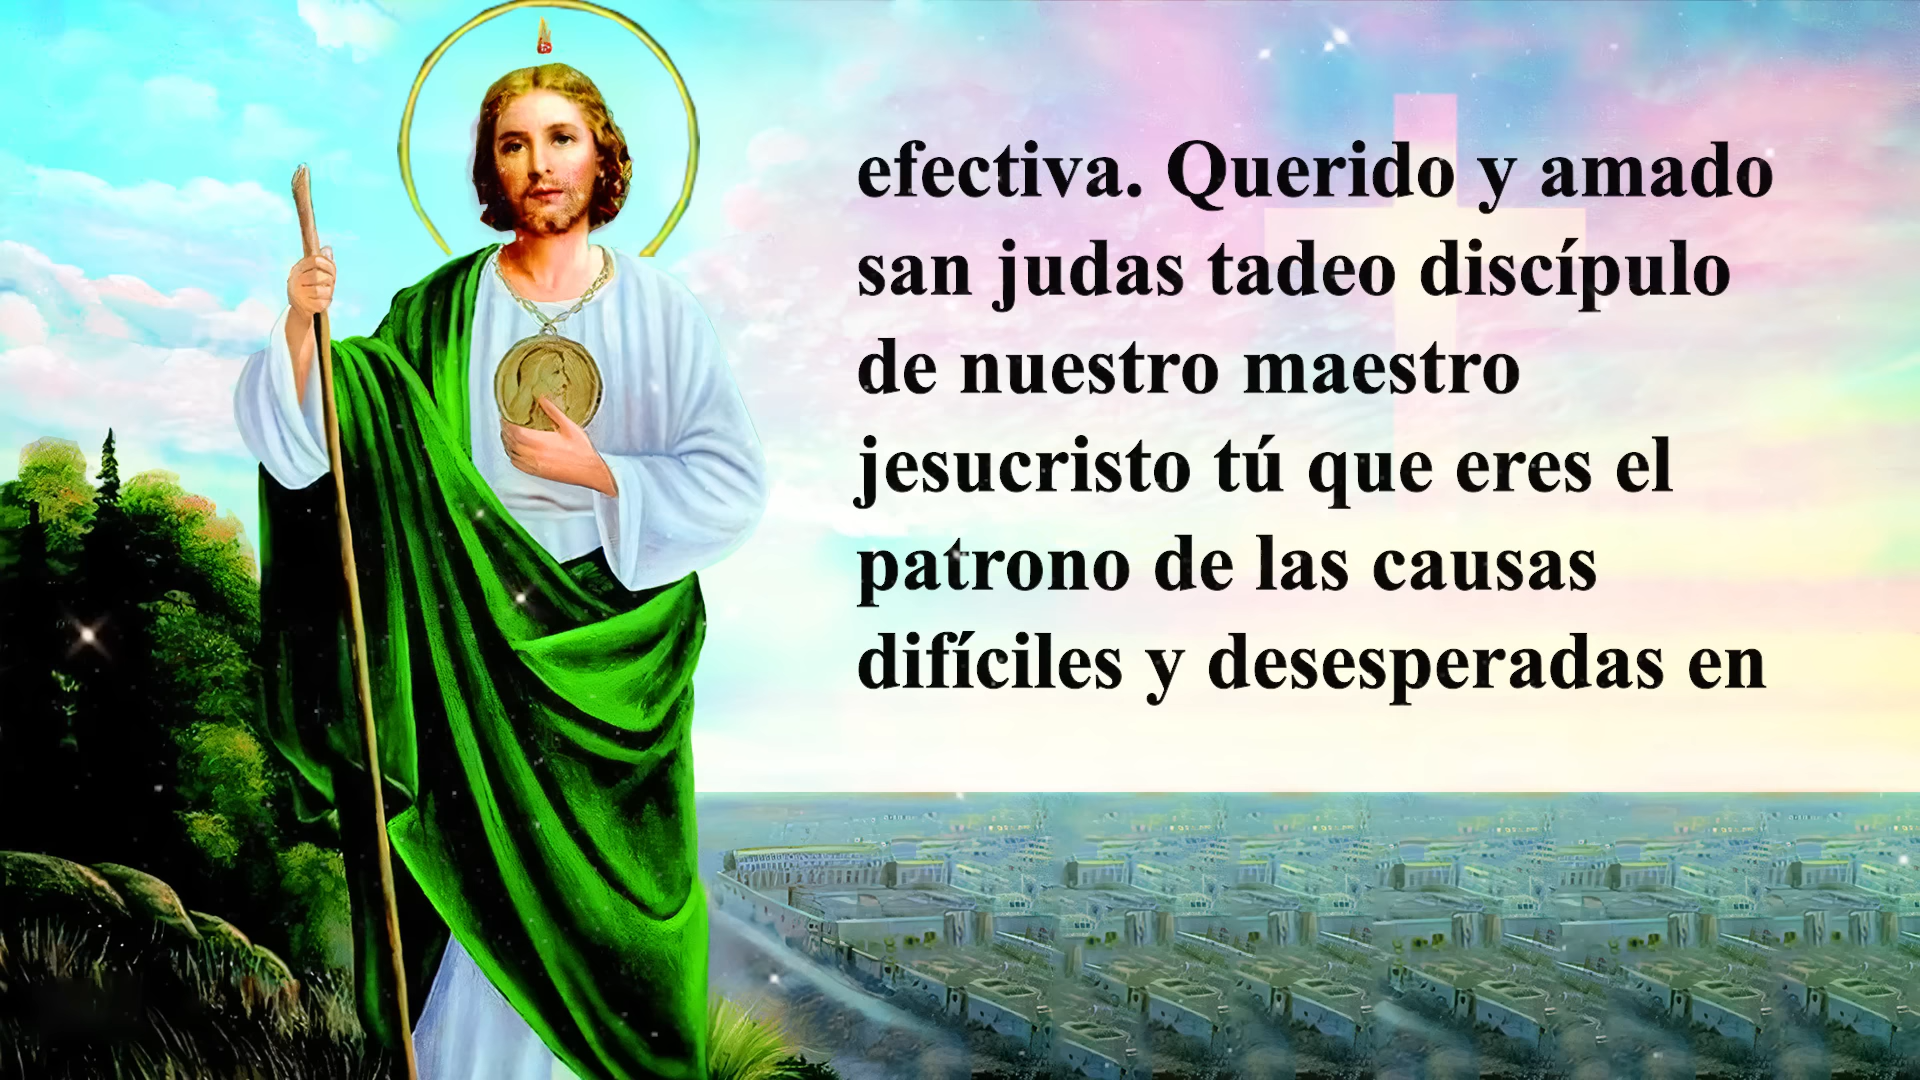 efectiva. Querido y amado
san judas tadeo discípulo
de nuestro maestro
jesucristo tú que eres el
patrono de las causas
difíciles y desesperadas en